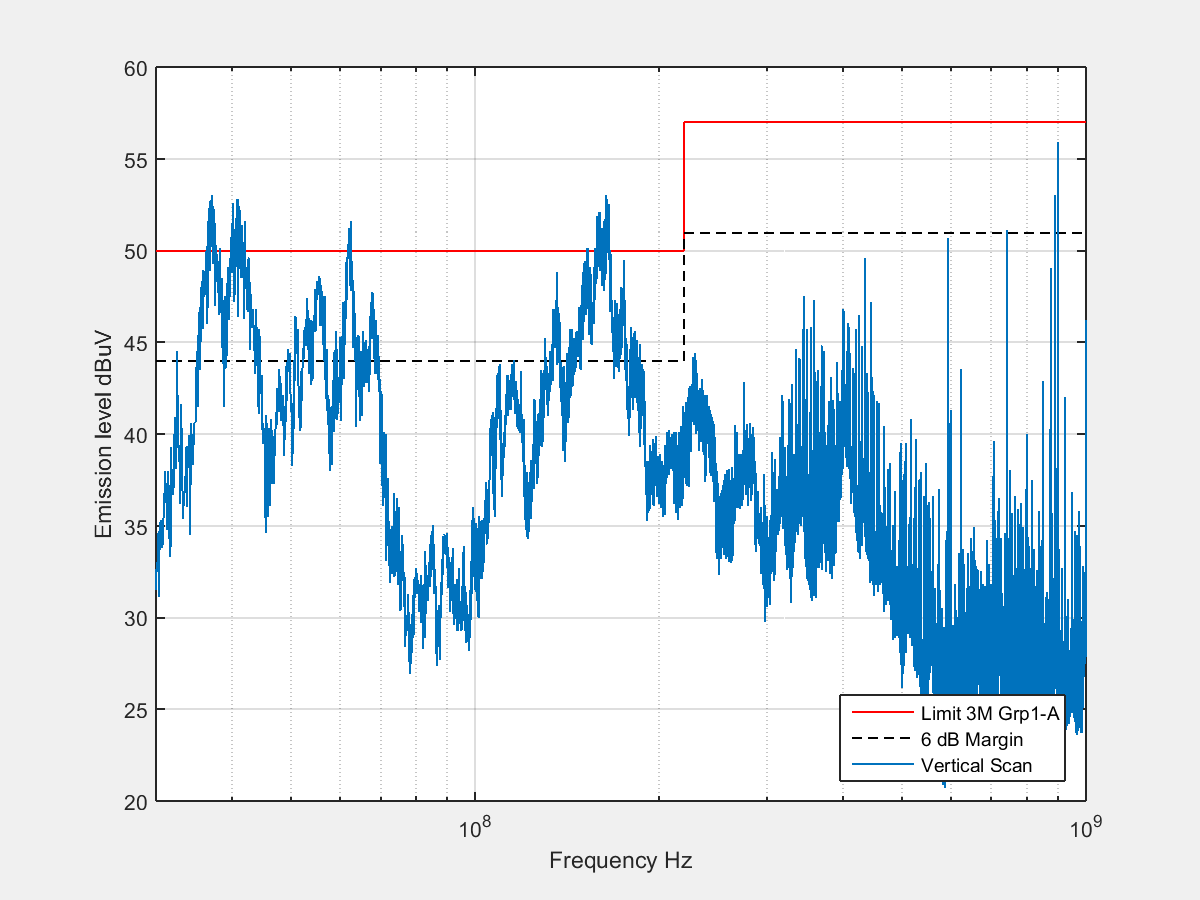 60
55
50
45
40
35
30
25
20
Emission level dBuV
10^8
10^9
Frequency Hz
Limit 3M Grp1-A
6 dB Margin
Vertical Scan